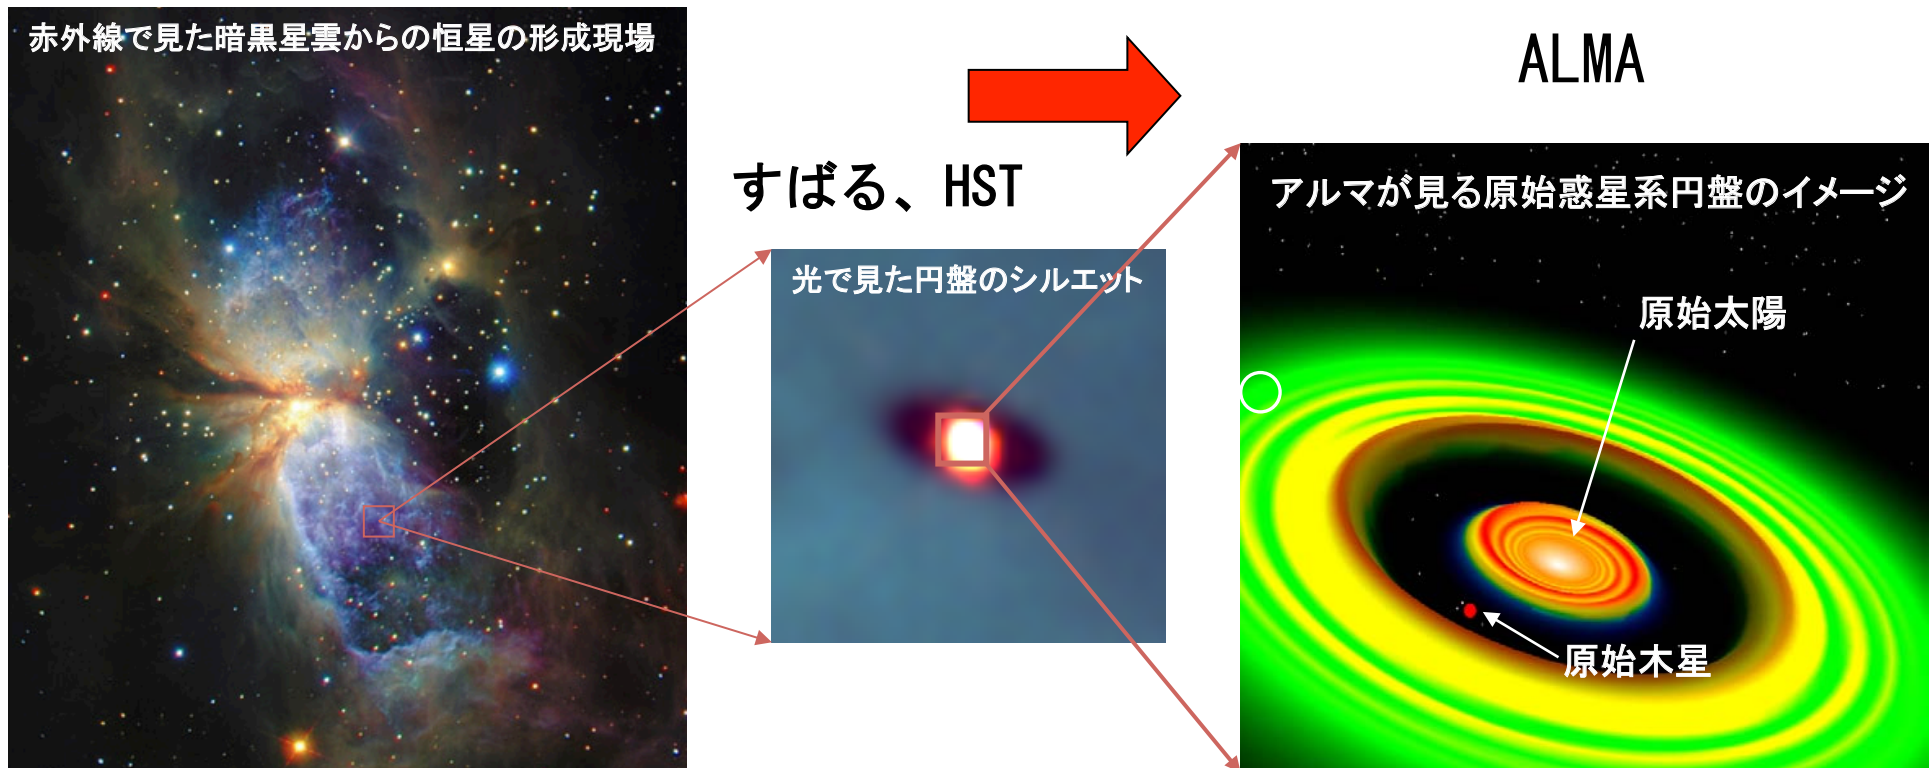 赤外線で見た暗黒星雲からの恒星の形成現場
すばる、HST
光で見た円盤のシルエット
ALMA
アルマが見る原始惑星系円盤のイメージ
原始太陽
原始木星